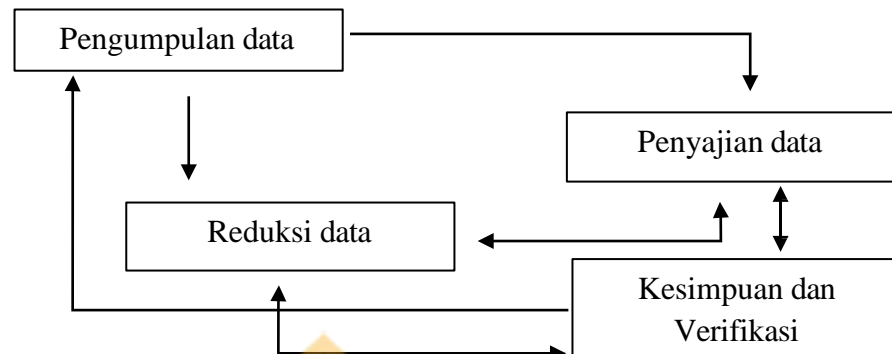 Pengumpulan data
Penyajian data
Reduksi data
Kesimpuan dan
Verifikasi